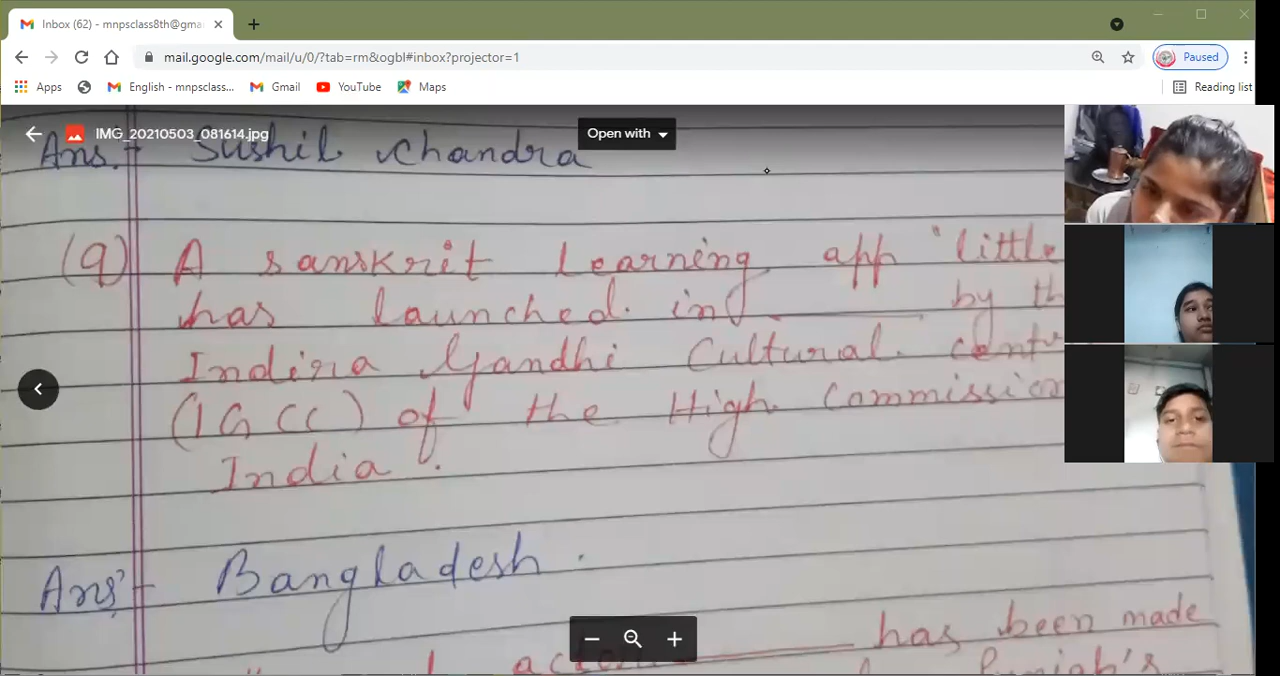 Inbox (62) - mnpsclass8th@gma
mail.google.com/mail/u/0/?tab=rm&ogbl#inbox?projector=1
Paused
Apps
English - mnpsclass...
Gmail
YouTube
Maps
Reading list
IMG_20210503_081614.jpg
Open with
Ans.- Sushil Chandra
(9) A sanskrit learning app "little
has launched in ________ by th
Indira Gandhi Cultural cent
(IGCC) of the High Commission
India.
Ans:- Bangladesh.
has been made